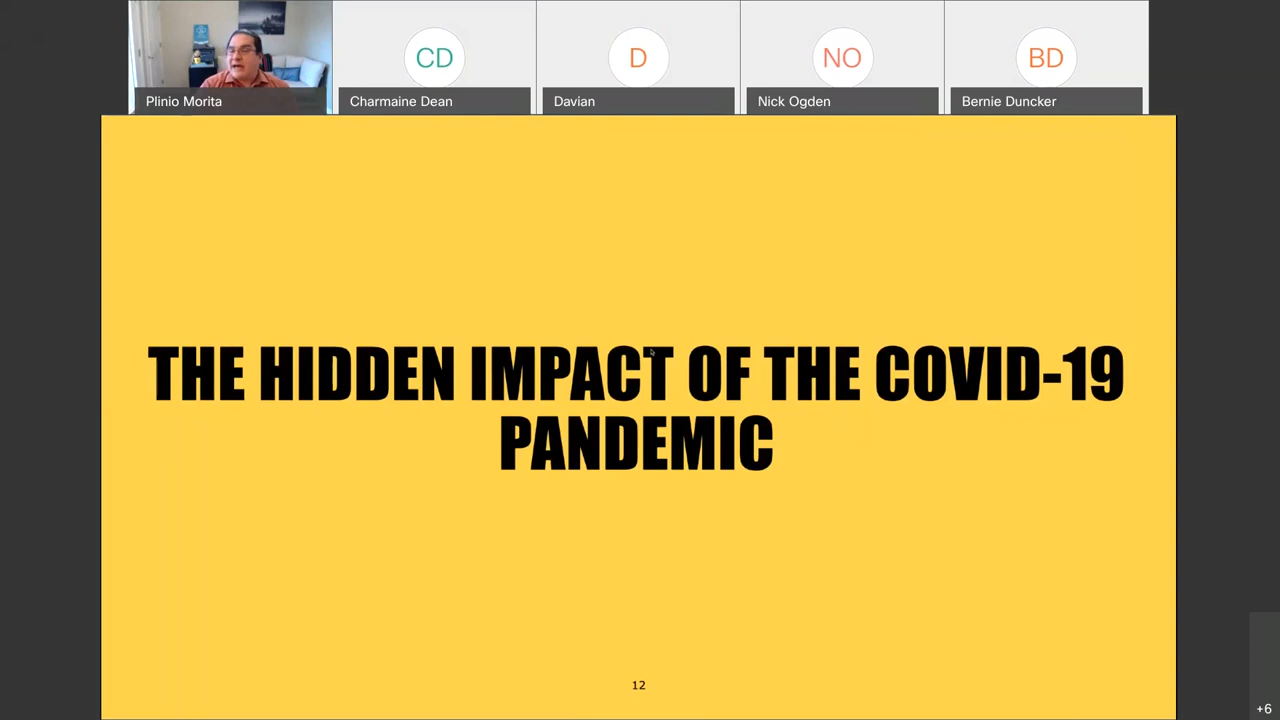 CD
D
NO
BD
Plinio Morita
Charmaine Dean
Davian
Nick Ogden
Bernie Duncker
THE HIDDEN IMPACT OF THE COVID-19
PANDEMIC
12
+6